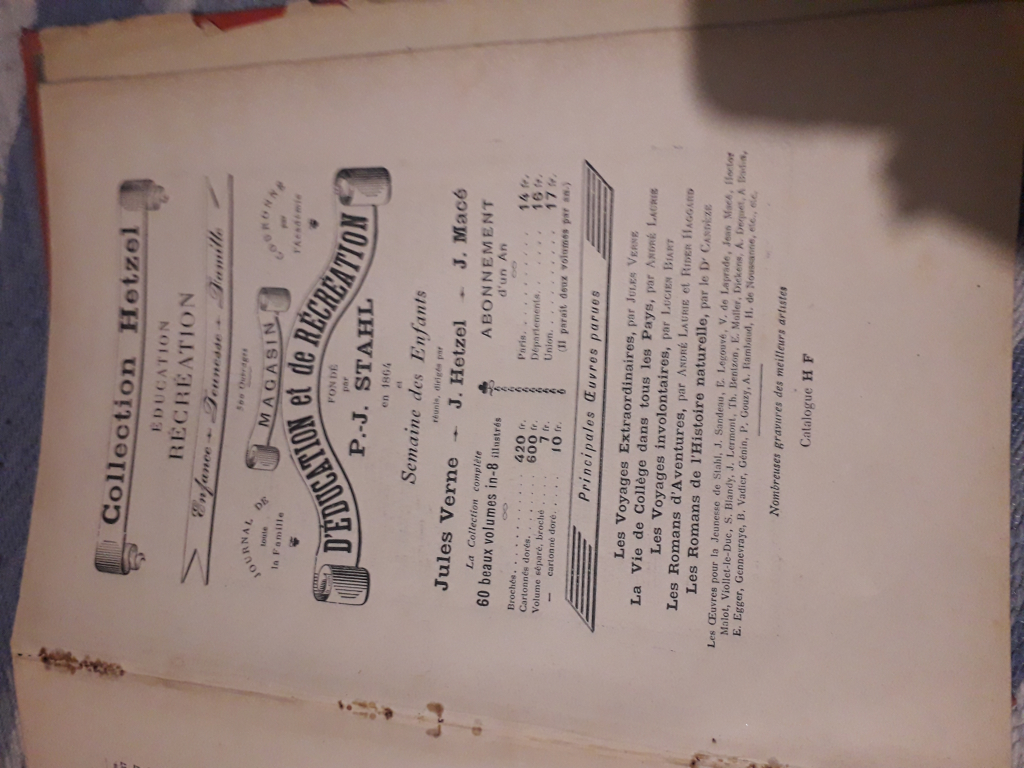 Collection Hetzel
ÉDUCATION
RÉCRÉATION
Enfance — Jeunesse — Famille
500 Ouvrages
JOURNAL DE toute la Famille
MAGASIN
COURONNÉ par l'Académie
D'ÉDUCATION et de RÉCRÉATION
FONDÉ
par
P.-J. STAHL
en 1864
et
Semaine des Enfants
réunis, dirigés par
Jules Verne — J. Hetzel — J. Macé
La Collection complète
60 beaux volumes in-8 illustrés
Brochés. . . . . . . . . 420 fr.
Cartonnés dorés. . . . . . . 600 fr.
Volume séparé, broché . . 7 fr.
— cartonné doré. . . . . 10 fr.
ABONNEMENT
d'un An
Paris. . . . . . . . . . 14 fr.
Départements. . . . . . 16 fr.
Union. . . . . . . . . . 17 fr.
(Il paraît deux volumes par an.)
Principales Œuvres parues
Les Voyages Extraordinaires, par JULES VERNE
La Vie de Collège dans tous les Pays, par ANDRÉ LAURIE
Les Voyages involontaires, par LUCIEN BIART
Les Romans d'Aventures, par ANDRÉ LAURIE et RIDER HAGGARD
Les Romans de l'Histoire naturelle, par le Dr CANDÈZE
Les Œuvres pour la Jeunesse de Stahl, J. Sandeau, E. Legouvé, V. de Laprade, Jean Macé, Hector
Malot, Viollet-le-Duc, S. Blandy, J. Lermont, Th. Bentzon, E. Muller, Dickens, A. Dequet, A. Badin,
E. Egger, Gennevraye, B. Vadier, Génin, P. Gouzy, A. Rambaud, H. de Noussanne, etc., etc.
Nombreuses gravures des meilleurs artistes
Catalogue H F